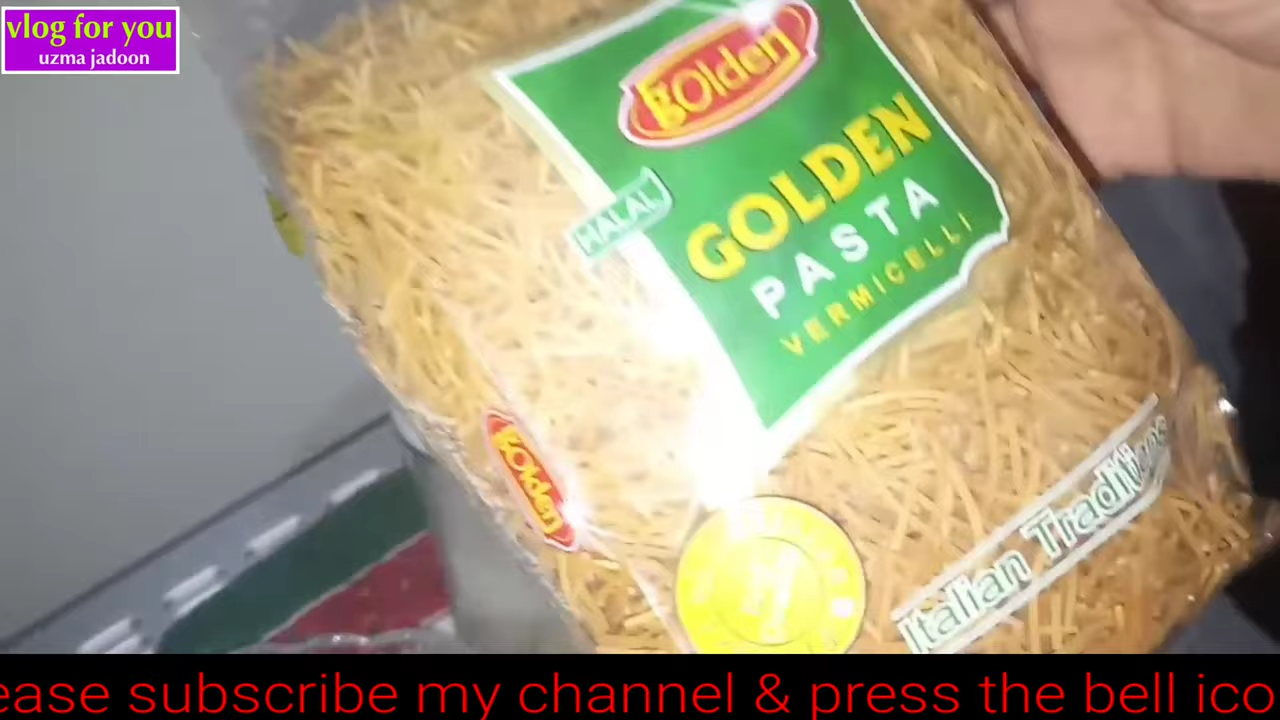 vlog for you
uzma jadoon
Golden
GOLDEN
PASTA
VERMICELLI
HALAL
Golden
Italian Traditions
ease subscribe my channel & press the bell ico